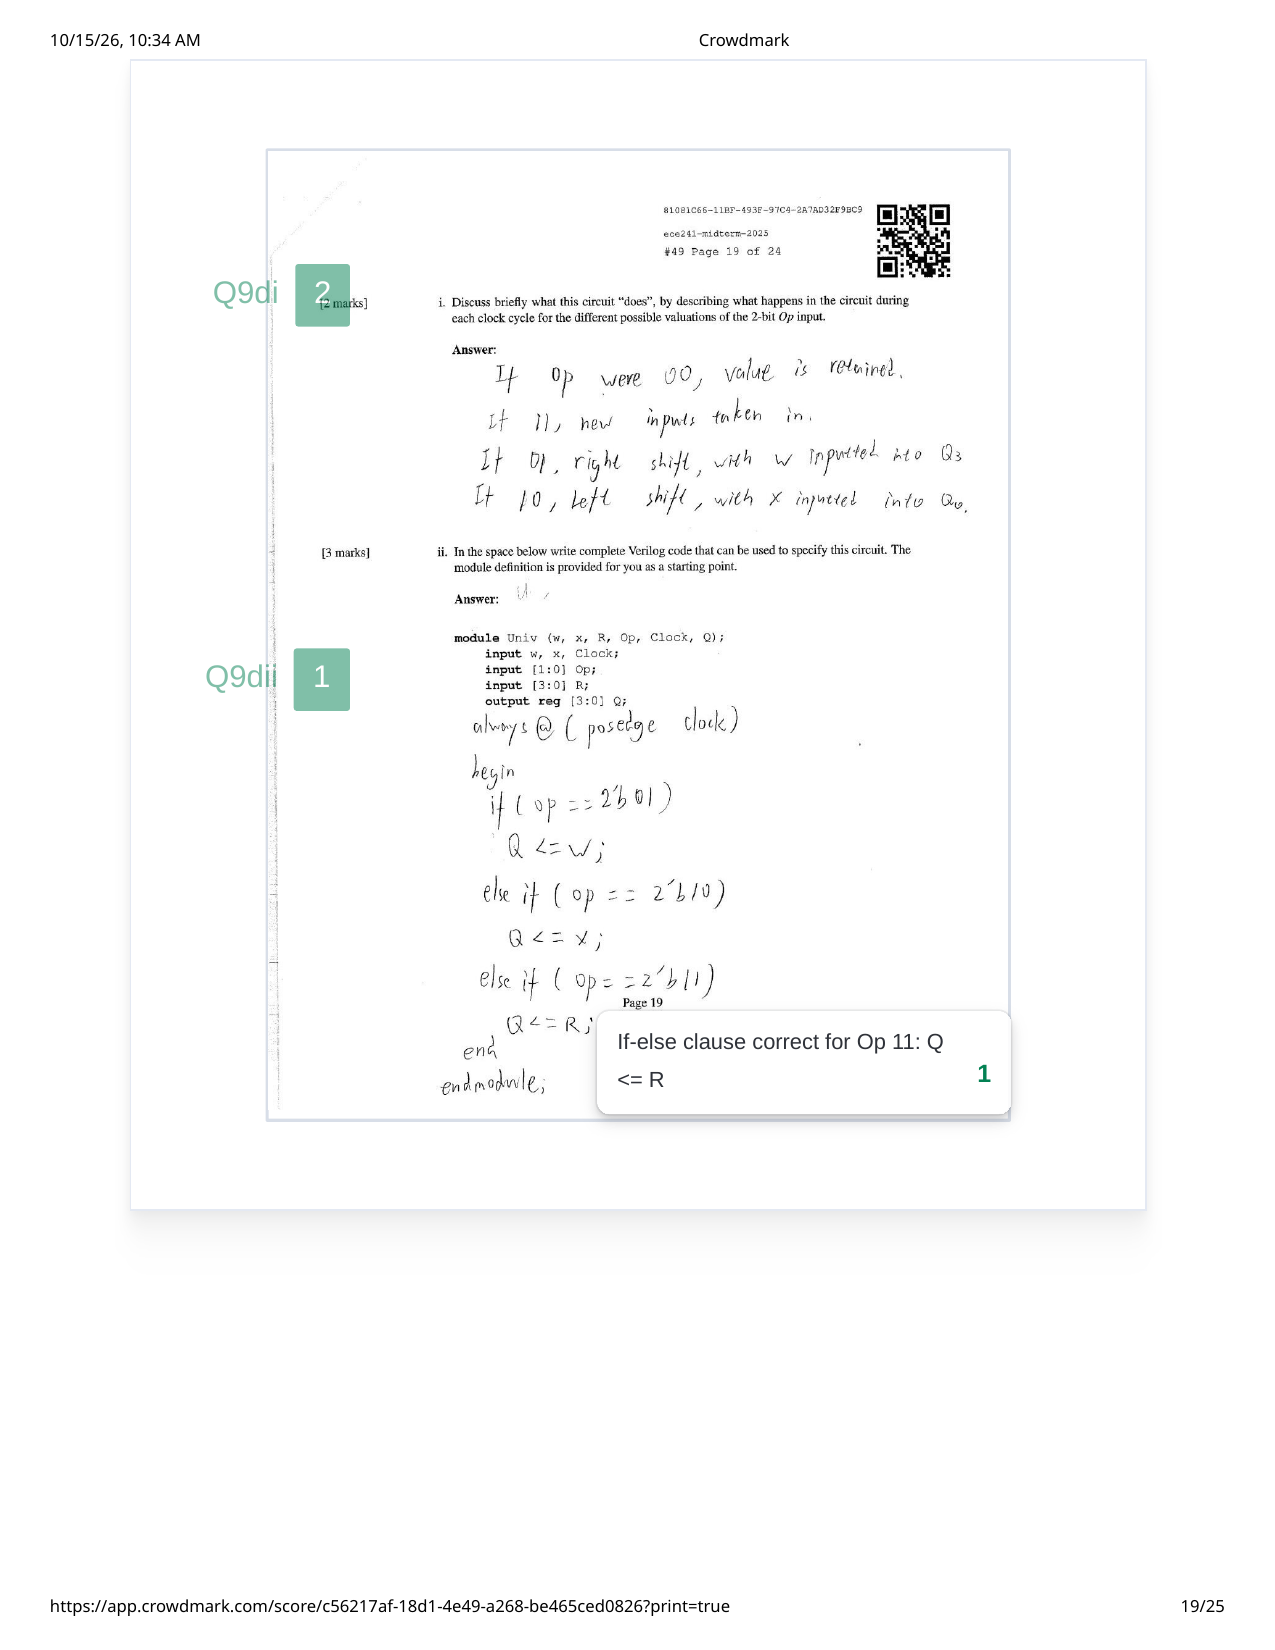 10/15/26, 10:34 AM
Crowdmark
81081C66-11BF-493F-97C4-2A7AD32F9BC9
ece241-midterm-2025
#49 Page 19 of 24
Q9di 2
[2 marks]
i. Discuss briefly what this circuit “does”, by describing what happens in the circuit during
each clock cycle for the different possible valuations of the 2-bit Op input.
Answer:
If Op were 00, value is retained.
If 11, new inputs taken in.
If 01, right shift, with w inputted into Q3
If 10, left shift, with x inputted into Q0.
[3 marks]
ii. In the space below write complete Verilog code that can be used to specify this circuit. The
module definition is provided for you as a starting point.
Answer:
module Univ (w, x, R, Op, Clock, Q);
input w, x, Clock;
input [1:0] Op;
Q9dii 1
input [3:0] R;
output reg [3:0] Q;
always @ ( posedge clock)
begin
if ( op == 2'b01)
Q <= w;
else if ( op == 2'b10)
Q <= x;
else if ( op == 2'b11)
Page 19
Q <= R;
end
endmodule;
If-else clause correct for Op 11: Q
<= R
1
https://app.crowdmark.com/score/c56217af-18d1-4e49-a268-be465ced0826?print=true
19/25